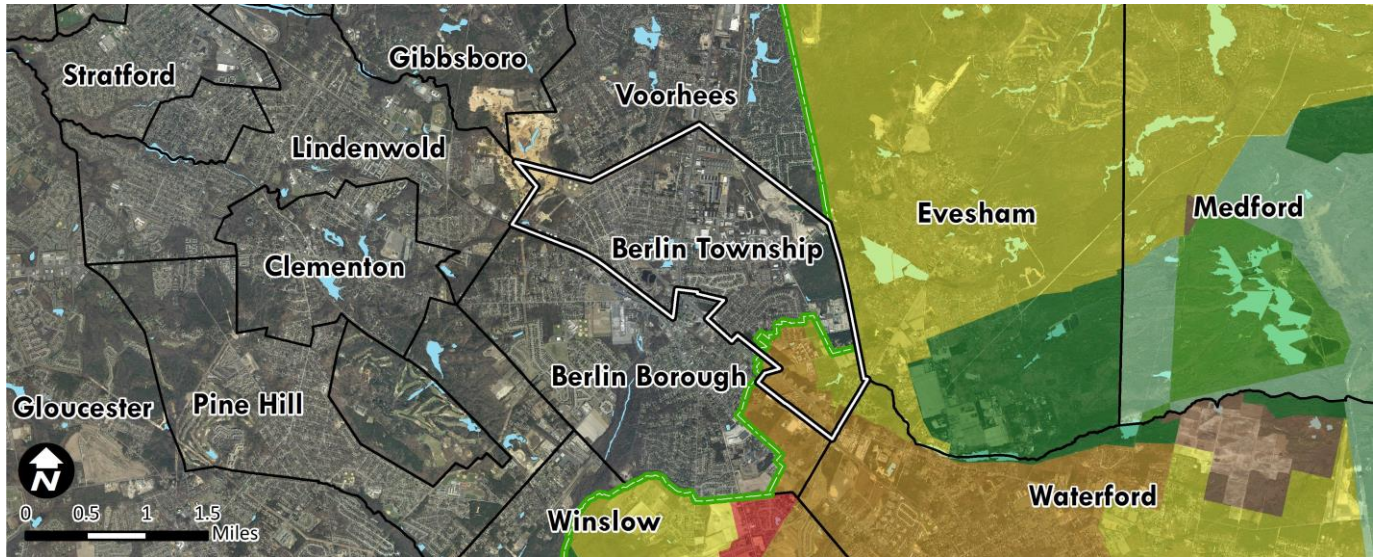 Stratford
Gibbsboro
Voorhees
Lindenwold
Evesham
Medford
Berlin Township
Clementon
Berlin Borough
Gloucester
Pine Hill
Winslow
Waterford
N
0 0.5 1 1.5
Miles